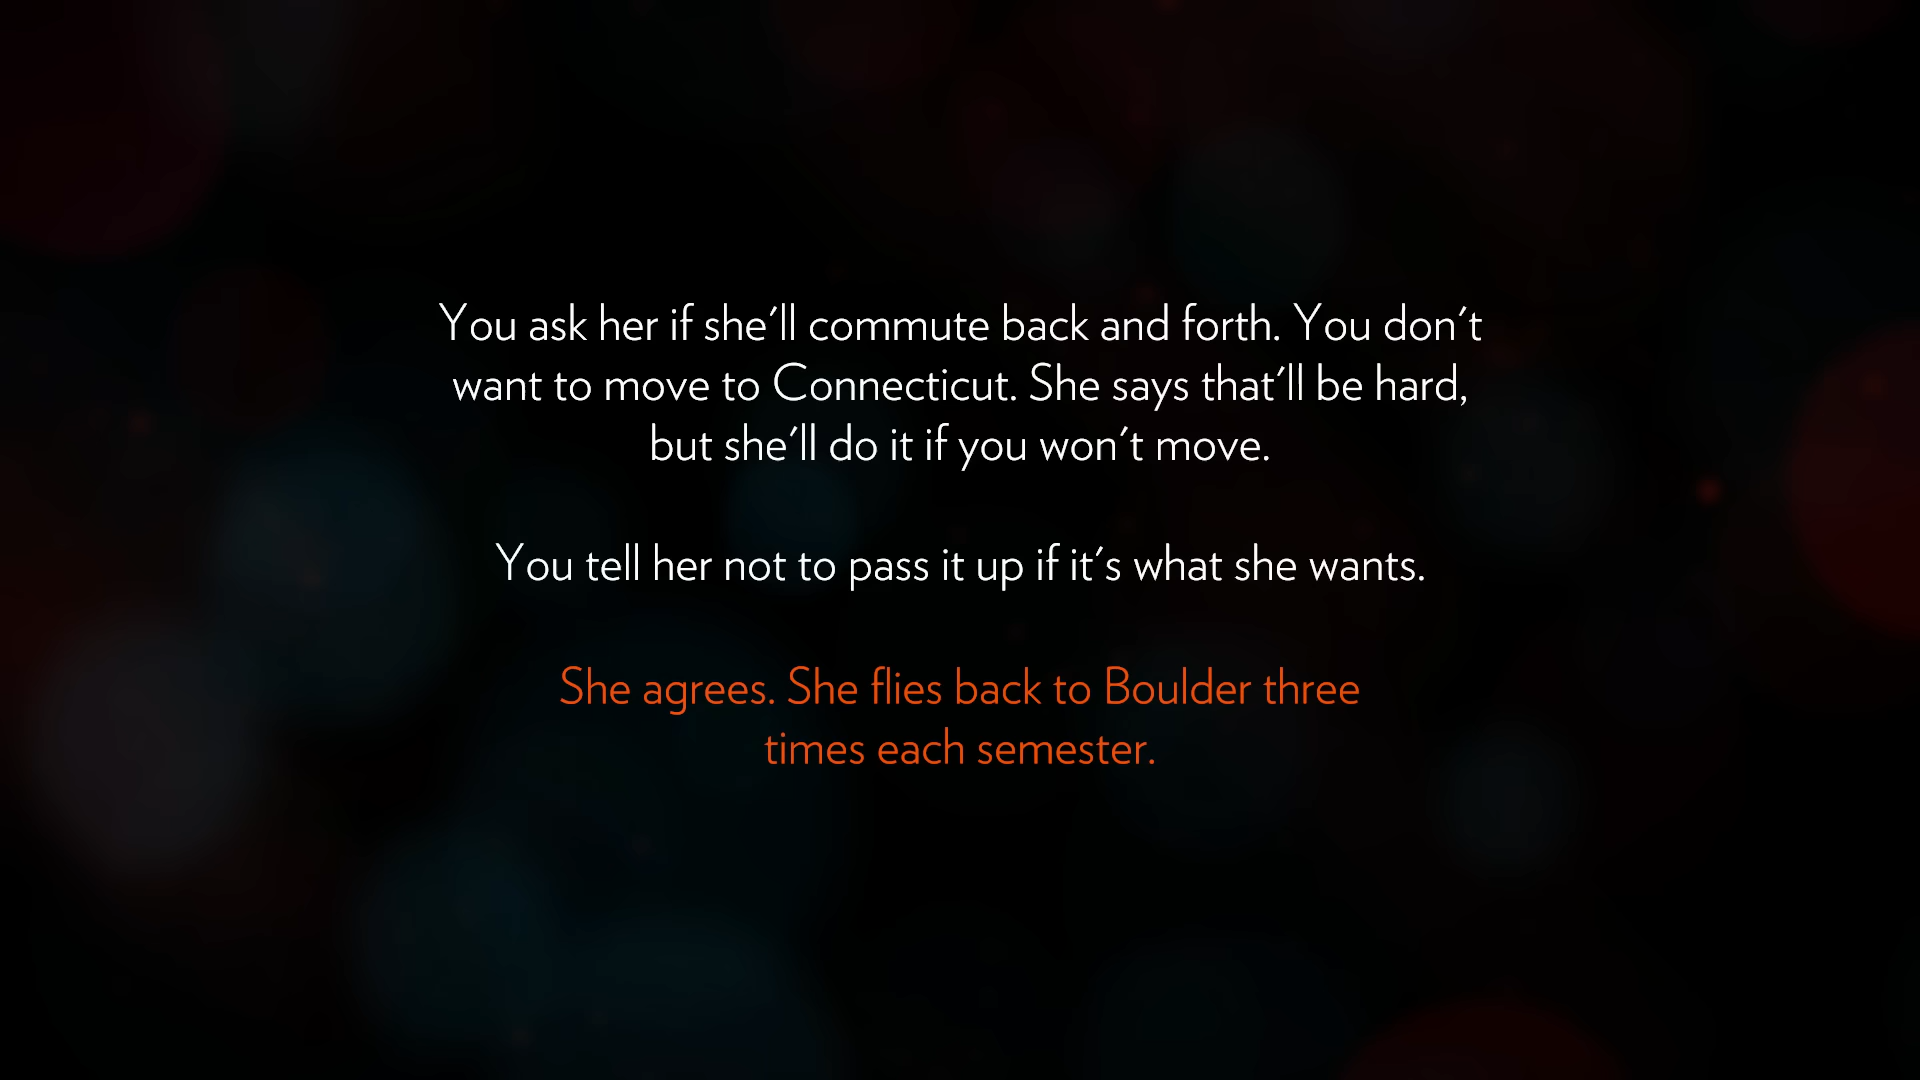 You ask her if she'll commute back and forth. You don't
want to move to Connecticut. She says that'll be hard,
but she'll do it if you won't move.
You tell her not to pass it up if it's what she wants.
She agrees. She flies back to Boulder three
times each semester.